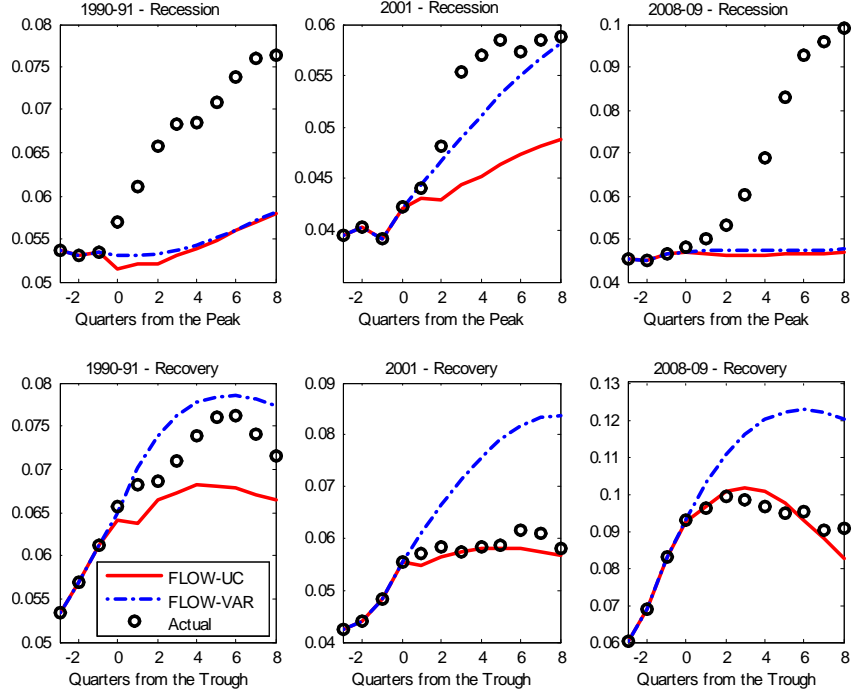 1990-91 - Recession
0.08
0.075
0.07
0.065
0.06
0.055
0.05
-2 0 2 4 6 8
Quarters from the Peak
2001 - Recession
0.06
0.055
0.05
0.045
0.04
-2 0 2 4 6 8
Quarters from the Peak
2008-09 - Recession
0.1
0.09
0.08
0.07
0.06
0.05
0.04
-2 0 2 4 6 8
Quarters from the Peak
1990-91 - Recovery
0.08
0.075
0.07
0.065
0.06
0.055
0.05
FLOW-UC
FLOW-VAR
Actual
-2 0 2 4 6 8
Quarters from the Trough
2001 - Recovery
0.09
0.08
0.07
0.06
0.05
0.04
-2 0 2 4 6 8
Quarters from the Trough
2008-09 - Recovery
0.13
0.12
0.11
0.1
0.09
0.08
0.07
0.06
-2 0 2 4 6 8
Quarters from the Trough